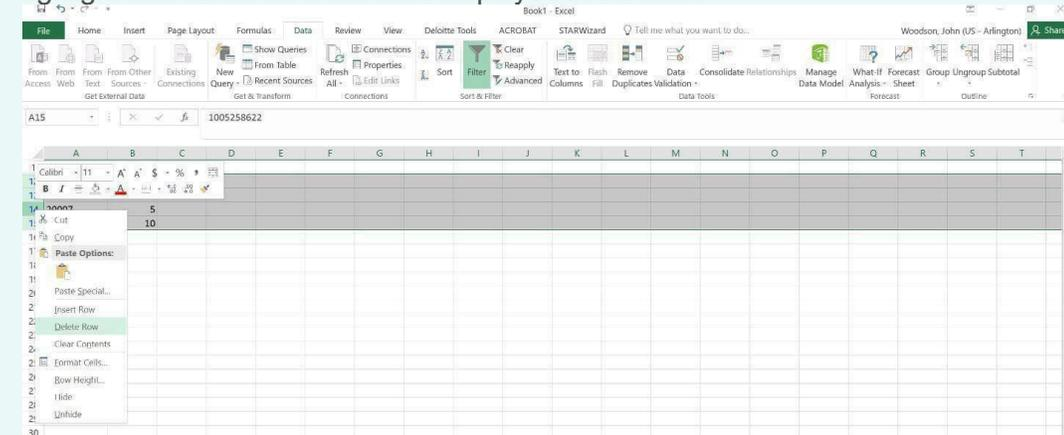 Book1 - Excel
File Home Insert Page Layout Formulas Data Review View Deloitte Tools ACROBAT STARWizard Tell me what you want to do... Woodson, John (US - Arlington) Share
From Access From Web From Text From Other Sources Existing Connections New Query Show Queries From Table Recent Sources Refresh All Connections Properties Edit Links Sort Filter Clear Reapply Advanced Text to Columns Flash Fill Remove Duplicates Data Validation Consolidate Relationships Manage Data Model What-If Analysis Forecast Sheet Group Ungroup Subtotal
Get External Data Get & Transform Connections Sort & Filter Data Tools Forecast Outline
A15 fx 1005258622
A B C D E F G H I J K L M N O P Q R S T
Calibri 11 A A $ % ,
B I A
14 20007 5
10
Cut
Copy
Paste Options:
Paste Special...
Insert Row
Delete Row
Clear Contents
Format Cells...
Row Height...
Hide
Unhide
30